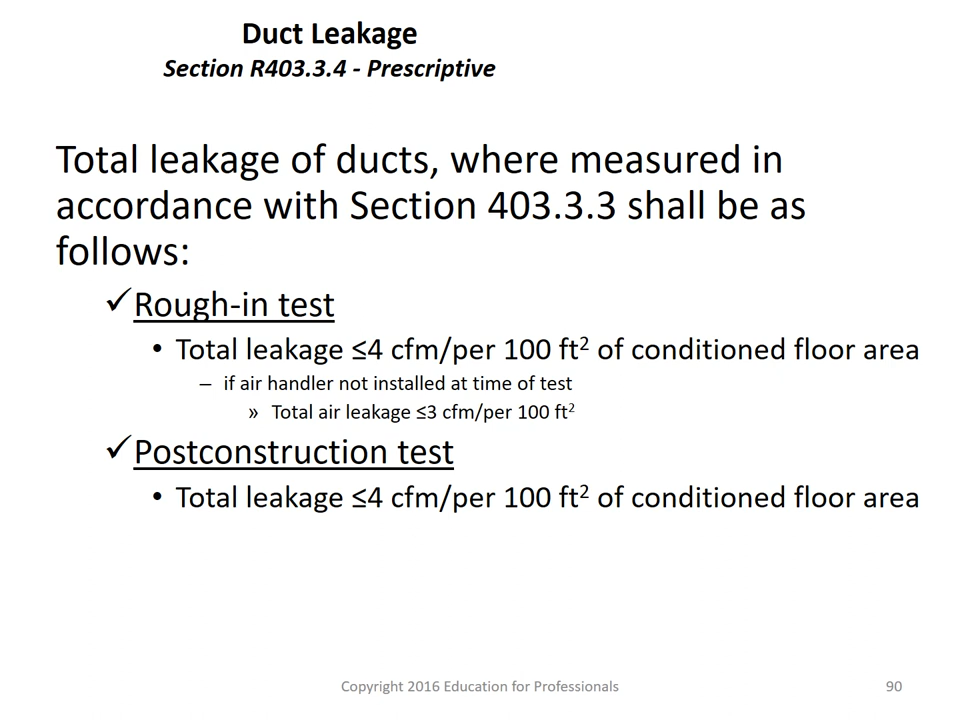 Duct Leakage
Section R403.3.4 - Prescriptive
Total leakage of ducts, where measured in
accordance with Section 403.3.3 shall be as
follows:
✓Rough-in test
• Total leakage ≤4 cfm/per 100 ft² of conditioned floor area
– if air handler not installed at time of test
» Total air leakage ≤3 cfm/per 100 ft²
✓Postconstruction test
• Total leakage ≤4 cfm/per 100 ft² of conditioned floor area
Copyright 2016 Education for Professionals
90